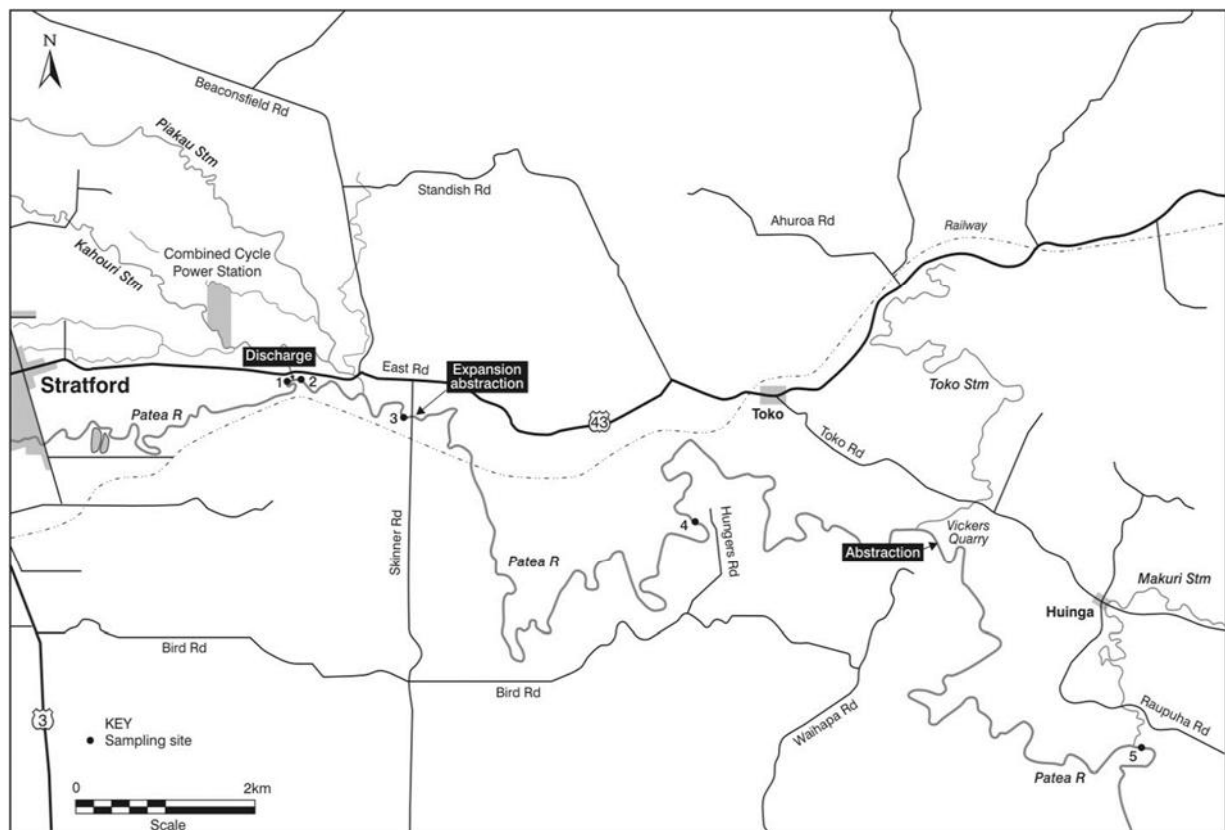 N
Beaconsfield Rd
Piakau Stm
Standish Rd
Ahuroa Rd
Railway
Kahouri Stm
Combined Cycle
Power Station
Discharge
East Rd
Expansion
abstraction
Stratford
1
2
Patea R
3
43
Toko
Toko Stm
Toko Rd
4
Hungers Rd
Skinner Rd
Patea R
Vickers
Quarry
Abstraction
Makuri Stm
Huinga
Bird Rd
Bird Rd
Waihapa Rd
Raupuha Rd
3
KEY
Sampling site
5
Patea R
0
2km
Scale